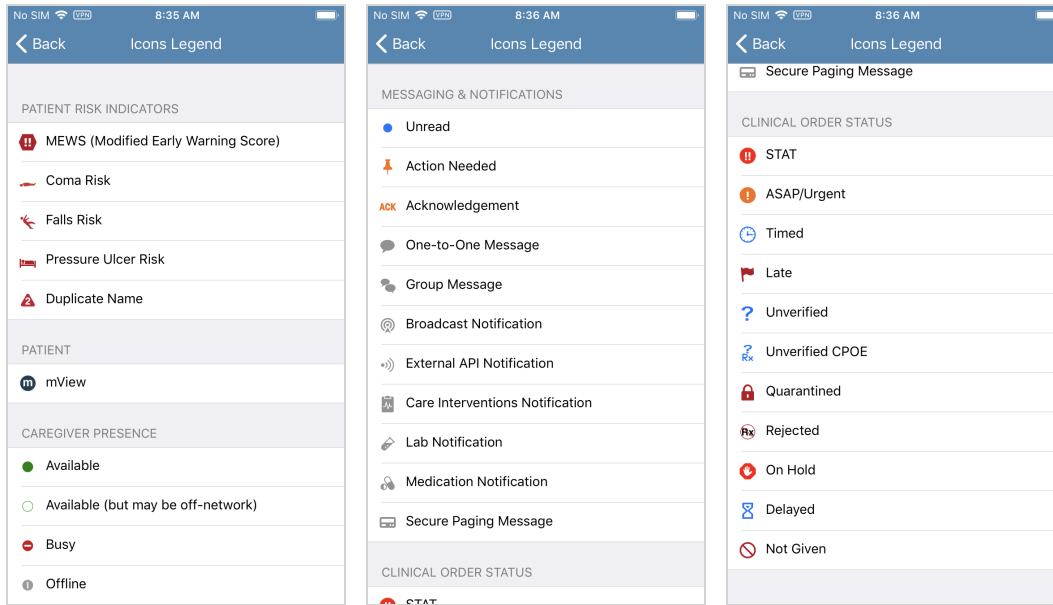 No SIM VPN 8:35 AM
Back Icons Legend
PATIENT RISK INDICATORS
!! MEWS (Modified Early Warning Score)
Coma Risk
Falls Risk
Pressure Ulcer Risk
2 Duplicate Name
PATIENT
m mView
CAREGIVER PRESENCE
Available
Available (but may be off-network)
Busy
Offline
No SIM VPN 8:36 AM
Back Icons Legend
MESSAGING & NOTIFICATIONS
Unread
Action Needed
ACK Acknowledgement
One-to-One Message
Group Message
Broadcast Notification
External API Notification
Care Interventions Notification
Lab Notification
Medication Notification
Secure Paging Message
CLINICAL ORDER STATUS
STAT
No SIM VPN 8:36 AM
Back Icons Legend
Secure Paging Message
CLINICAL ORDER STATUS
!! STAT
! ASAP/Urgent
Timed
Late
? Unverified
? Rx Unverified CPOE
Quarantined
Rx Rejected
On Hold
Delayed
Not Given